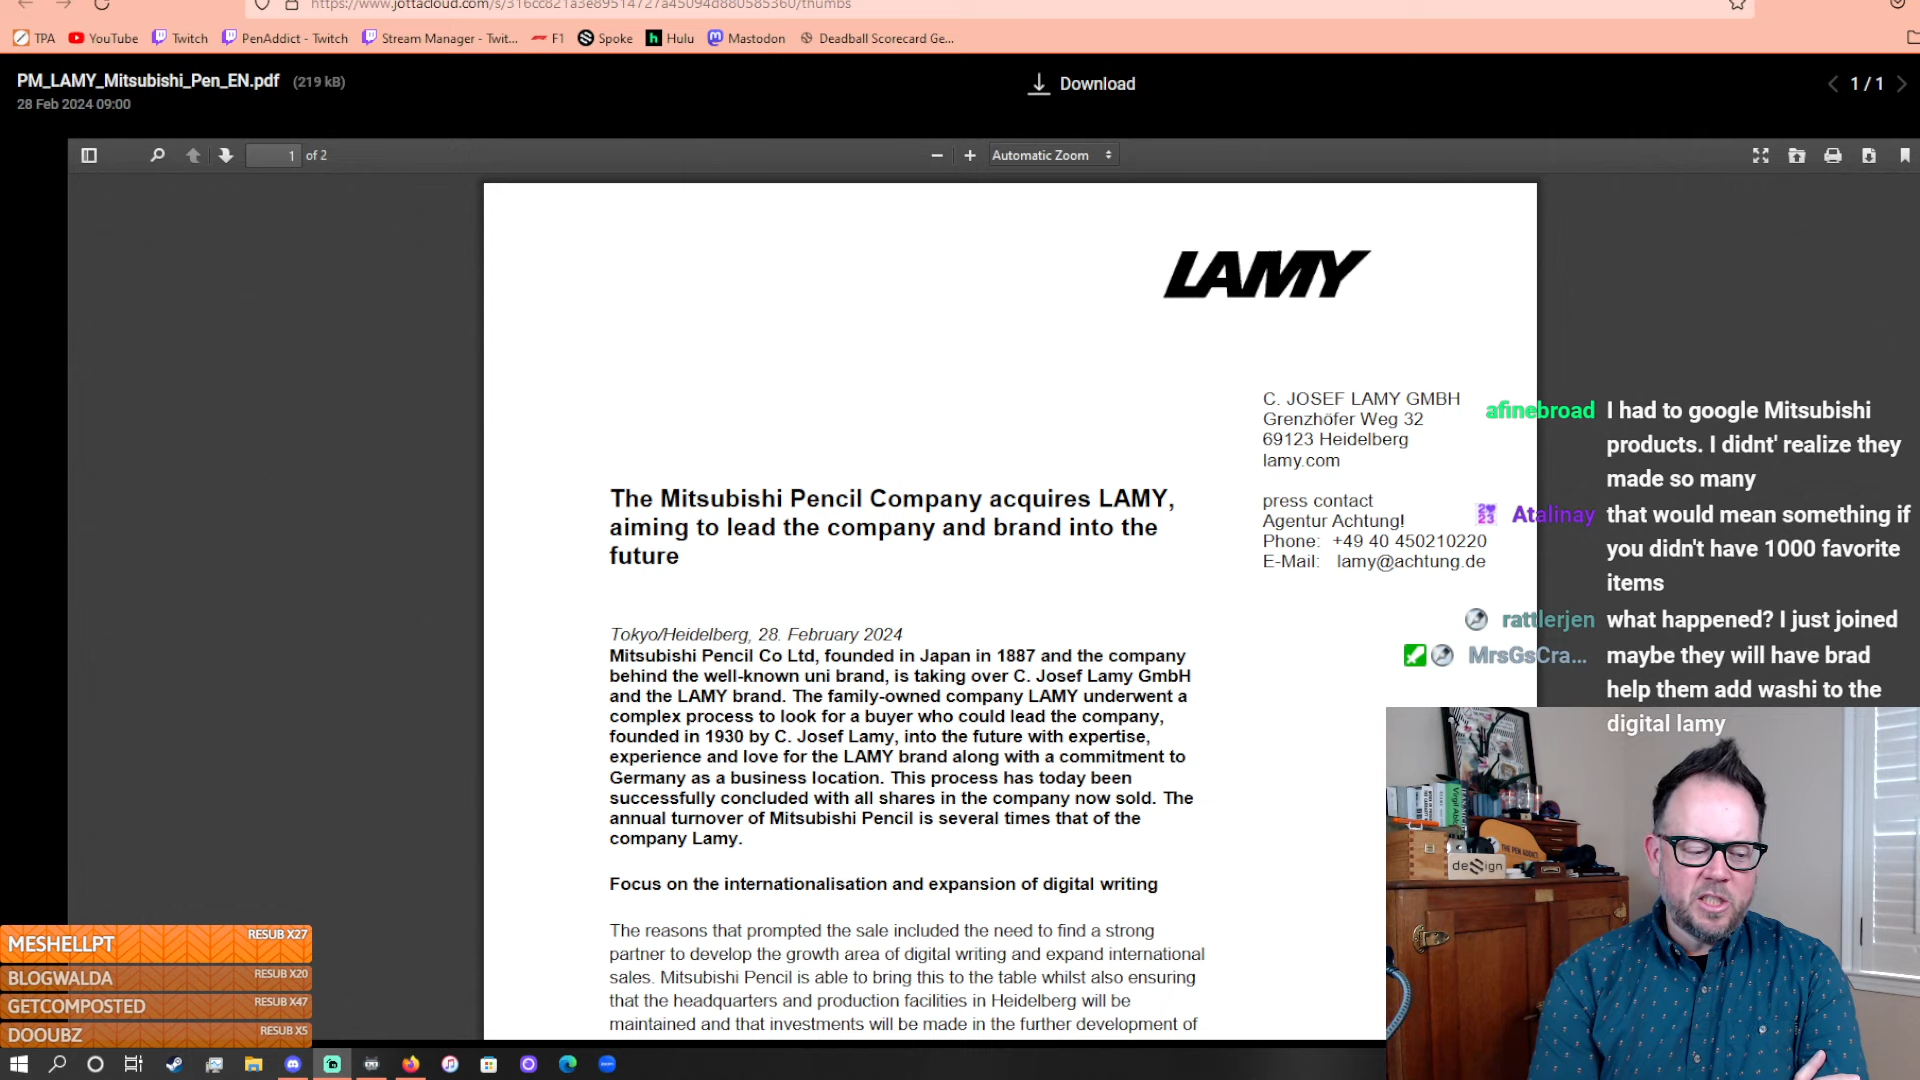 https://www.jottacloud.com/s/316cc821a3e89514727a45094d880585360/thumbs
TPA YouTube Twitch PenAddict - Twitch Stream Manager - Twit... F1 Spoke Hulu Mastodon Deadball Scorecard Ge...
PM_LAMY_Mitsubishi_Pen_EN.pdf (219 kB)
28 Feb 2024 09:00
Download
1 / 1
1 of 2
Automatic Zoom
LAMY
C. JOSEF LAMY GMBH
Grenzhöfer Weg 32
69123 Heidelberg
lamy.com
press contact
Agentur Achtung!
Phone: +49 40 450210220
E-Mail: lamy@achtung.de
The Mitsubishi Pencil Company acquires LAMY,
aiming to lead the company and brand into the
future
Tokyo/Heidelberg, 28. February 2024
Mitsubishi Pencil Co Ltd, founded in Japan in 1887 and the company
behind the well-known uni brand, is taking over C. Josef Lamy GmbH
and the LAMY brand. The family-owned company LAMY underwent a
complex process to look for a buyer who could lead the company,
founded in 1930 by C. Josef Lamy, into the future with expertise,
experience and love for the LAMY brand along with a commitment to
Germany as a business location. This process has today been
successfully concluded with all shares in the company now sold. The
annual turnover of Mitsubishi Pencil is several times that of the
company Lamy.
Focus on the internationalisation and expansion of digital writing
The reasons that prompted the sale included the need to find a strong
partner to develop the growth area of digital writing and expand international
sales. Mitsubishi Pencil is able to bring this to the table whilst also ensuring
that the headquarters and production facilities in Heidelberg will be
maintained and that investments will be made in the further development of
afinebroad I had to google Mitsubishi
products. I didnt' realize they
made so many
Atalinay that would mean something if
you didn't have 1000 favorite
items
rattlerjen what happened? I just joined
MrsGsCra... maybe they will have brad
help them add washi to the
digital lamy
deSign
THE PEN ADDICT
MESHELLPT RESUB X27
BLOGWALDA RESUB X20
GETCOMPOSTED RESUB X47
DOOUBZ RESUB X5